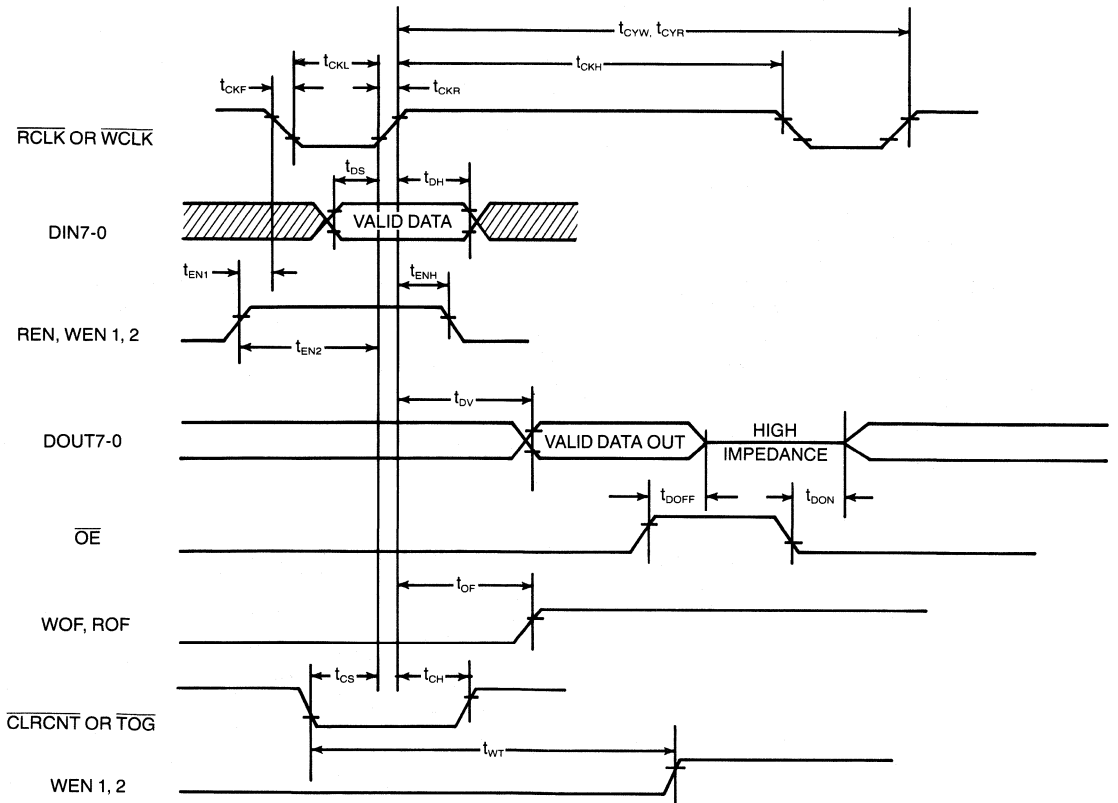 tCYW, tCYR
tCKL
tCKH
tCKF
tCKR
RCLK OR WCLK
tDS
tDH
DIN7-0
VALID DATA
tEN1
tENH
REN, WEN 1, 2
tEN2
tDV
DOUT7-0
VALID DATA OUT
HIGH
IMPEDANCE
tDOFF
tDON
OE
tOF
WOF, ROF
tCS
tCH
CLRCNT OR TOG
tWT
WEN 1, 2